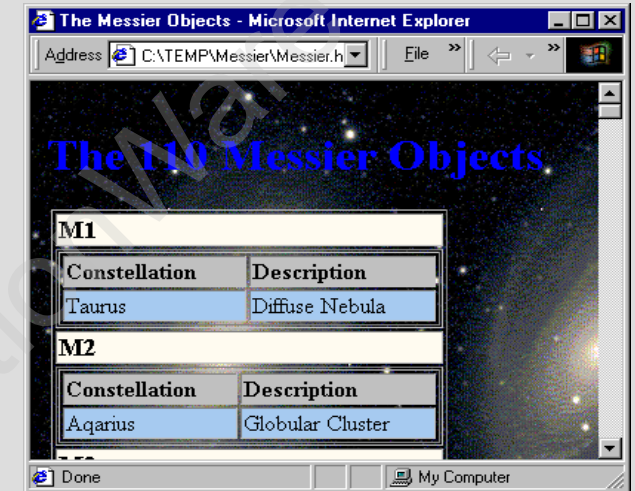 The Messier Objects - Microsoft Internet Explorer
Address C:\TEMP\Messier\Messier.h File » »
The 110 Messier Objects
M1
Constellation Description
Taurus Diffuse Nebula
M2
Constellation Description
Aqarius Globular Cluster
Done My Computer